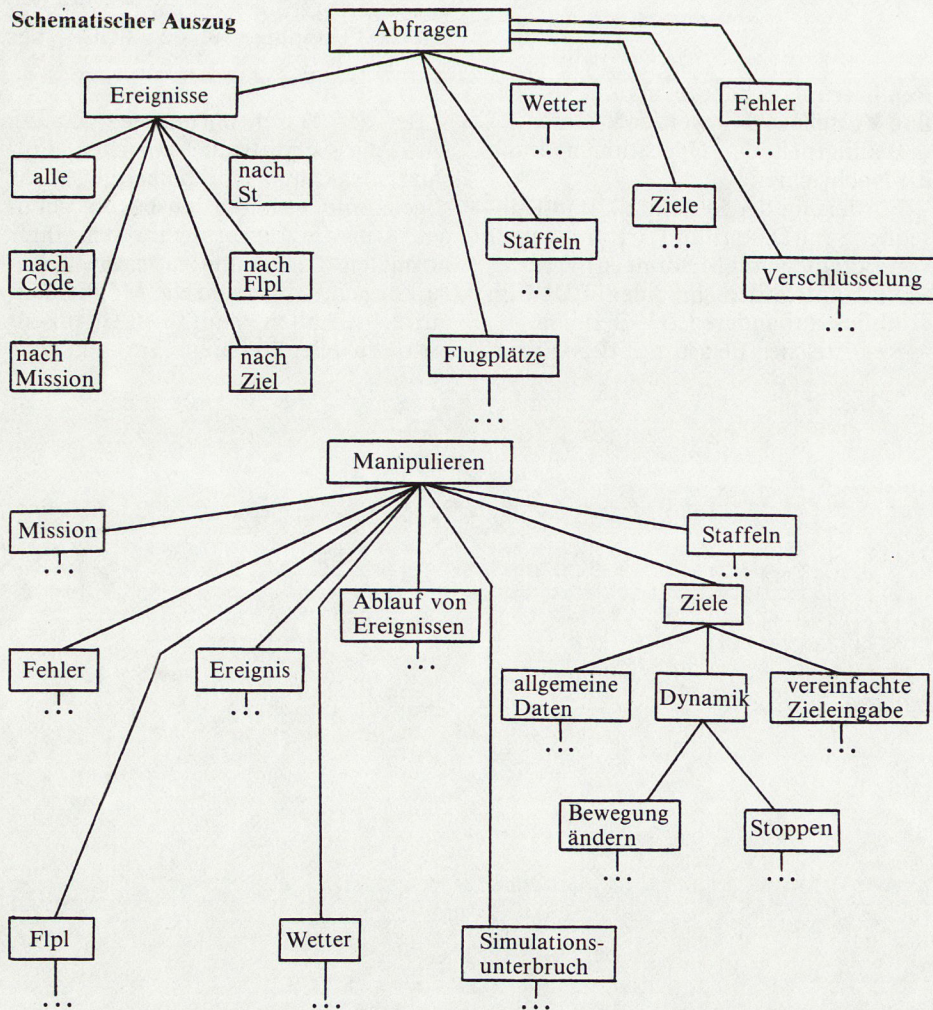 Schematischer Auszug
Abfragen
Ereignisse
Wetter
Fehler
alle
nach
St
Ziele
Staffeln
nach
Code
nach
Flpl
Verschlüsselung
nach
Mission
nach
Ziel
Flugplätze
...
...
...
...
...
...
Manipulieren
Mission
...
Staffeln
...
Ablauf von
Ereignissen
...
Ziele
Fehler
...
Ereignis
...
allgemeine
Daten
...
Dynamik
vereinfachte
Zieleingabe
...
Bewegung
ändern
...
Stoppen
...
Flpl
...
Wetter
...
Simulations-
unterbruch
...